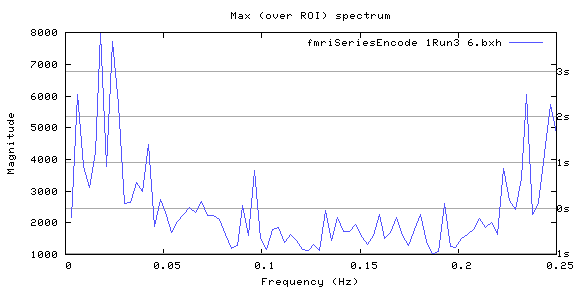 Max (over ROI) spectrum
fmriSeriesEncode 1Run3 6.bxh
8000
7000
6000
5000
4000
3000
2000
1000
3s
2s
1s
0s
1s
0
0.05
0.1
0.15
0.2
0.25
Magnitude
Frequency (Hz)